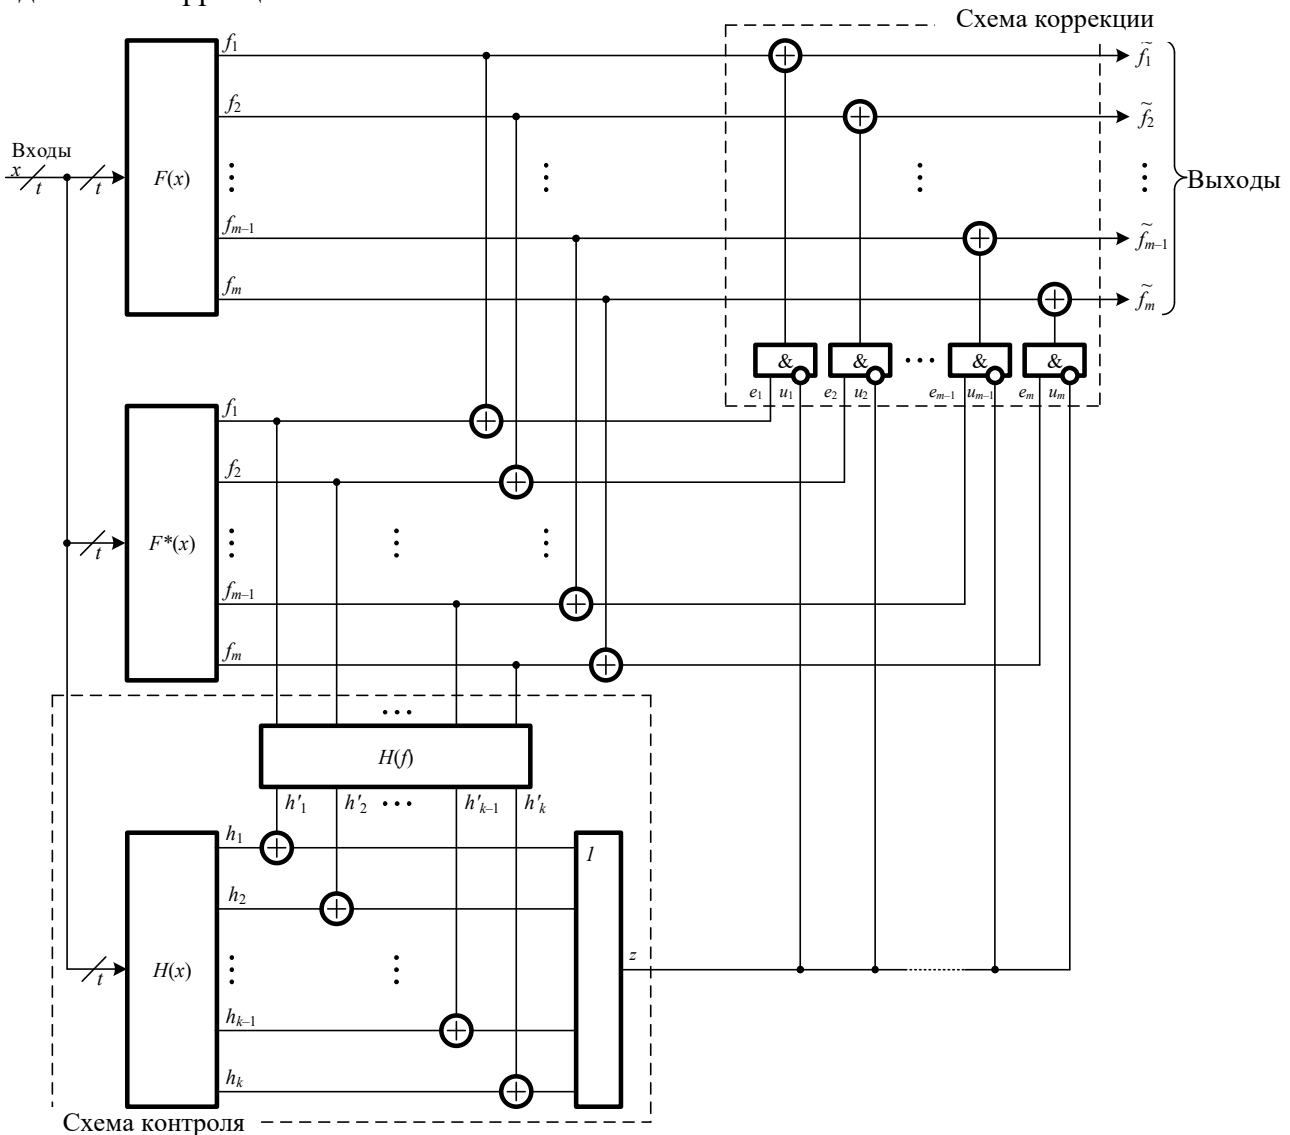 Схема коррекции
f1
f̃1
f2
f̃2
Входы
x
t
t
F(x)
Выходы
fm–1
f̃m–1
fm
f̃m
& & & &
e1 u1 e2 u2 em–1 um–1 em um
f1
f2
t
F*(x)
fm–1
fm
H(f)
h′1 h′2 h′k–1 h′k
h1
1
h2
z
t
H(x)
hk–1
hk
Схема контроля